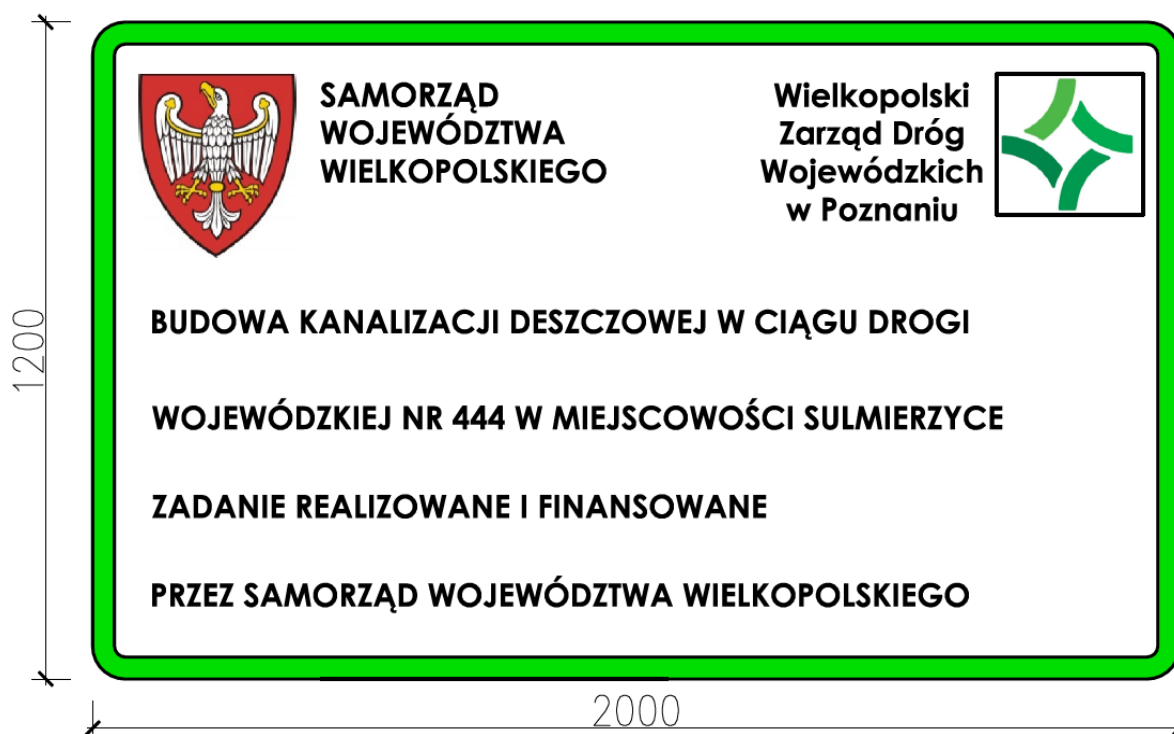 SAMORZĄD
WOJEWÓDZTWA
WIELKOPOLSKIEGO
Wielkopolski
Zarząd Dróg
Wojewódzkich
w Poznaniu
BUDOWA KANALIZACJI DESZCZOWEJ W CIĄGU DROGI
WOJEWÓDZKIEJ NR 444 W MIEJSCOWOŚCI SULMIERZYCE
ZADANIE REALIZOWANE I FINANSOWANE
PRZEZ SAMORZĄD WOJEWÓDZTWA WIELKOPOLSKIEGO
1200
2000